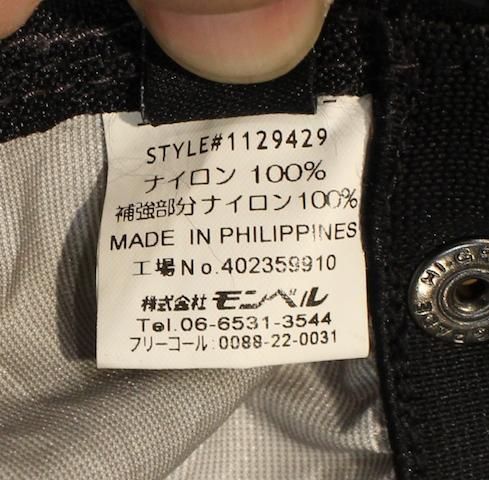 STYLE#1129429
ナイロン 100%
補強部分ナイロン100%
MADE IN PHILIPPINES
工場No.402359910
株式会社 モンベル
Tel.06-6531-3544
フリーコール:0088-22-0031